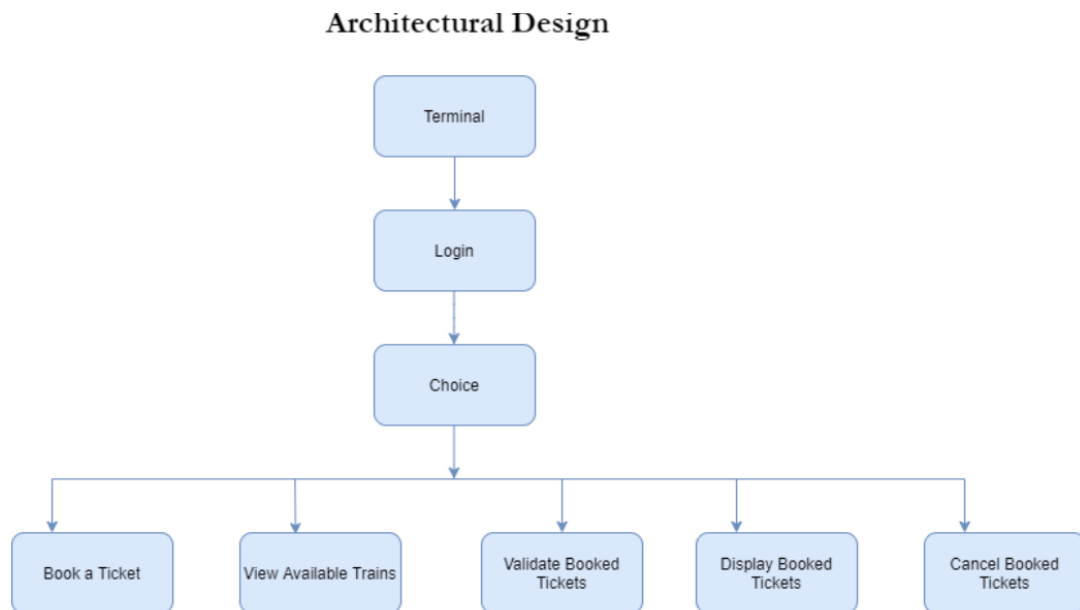 Architectural Design
Terminal
Login
Choice
Book a Ticket
View Available Trains
Validate Booked
Tickets
Display Booked
Tickets
Cancel Booked
Tickets